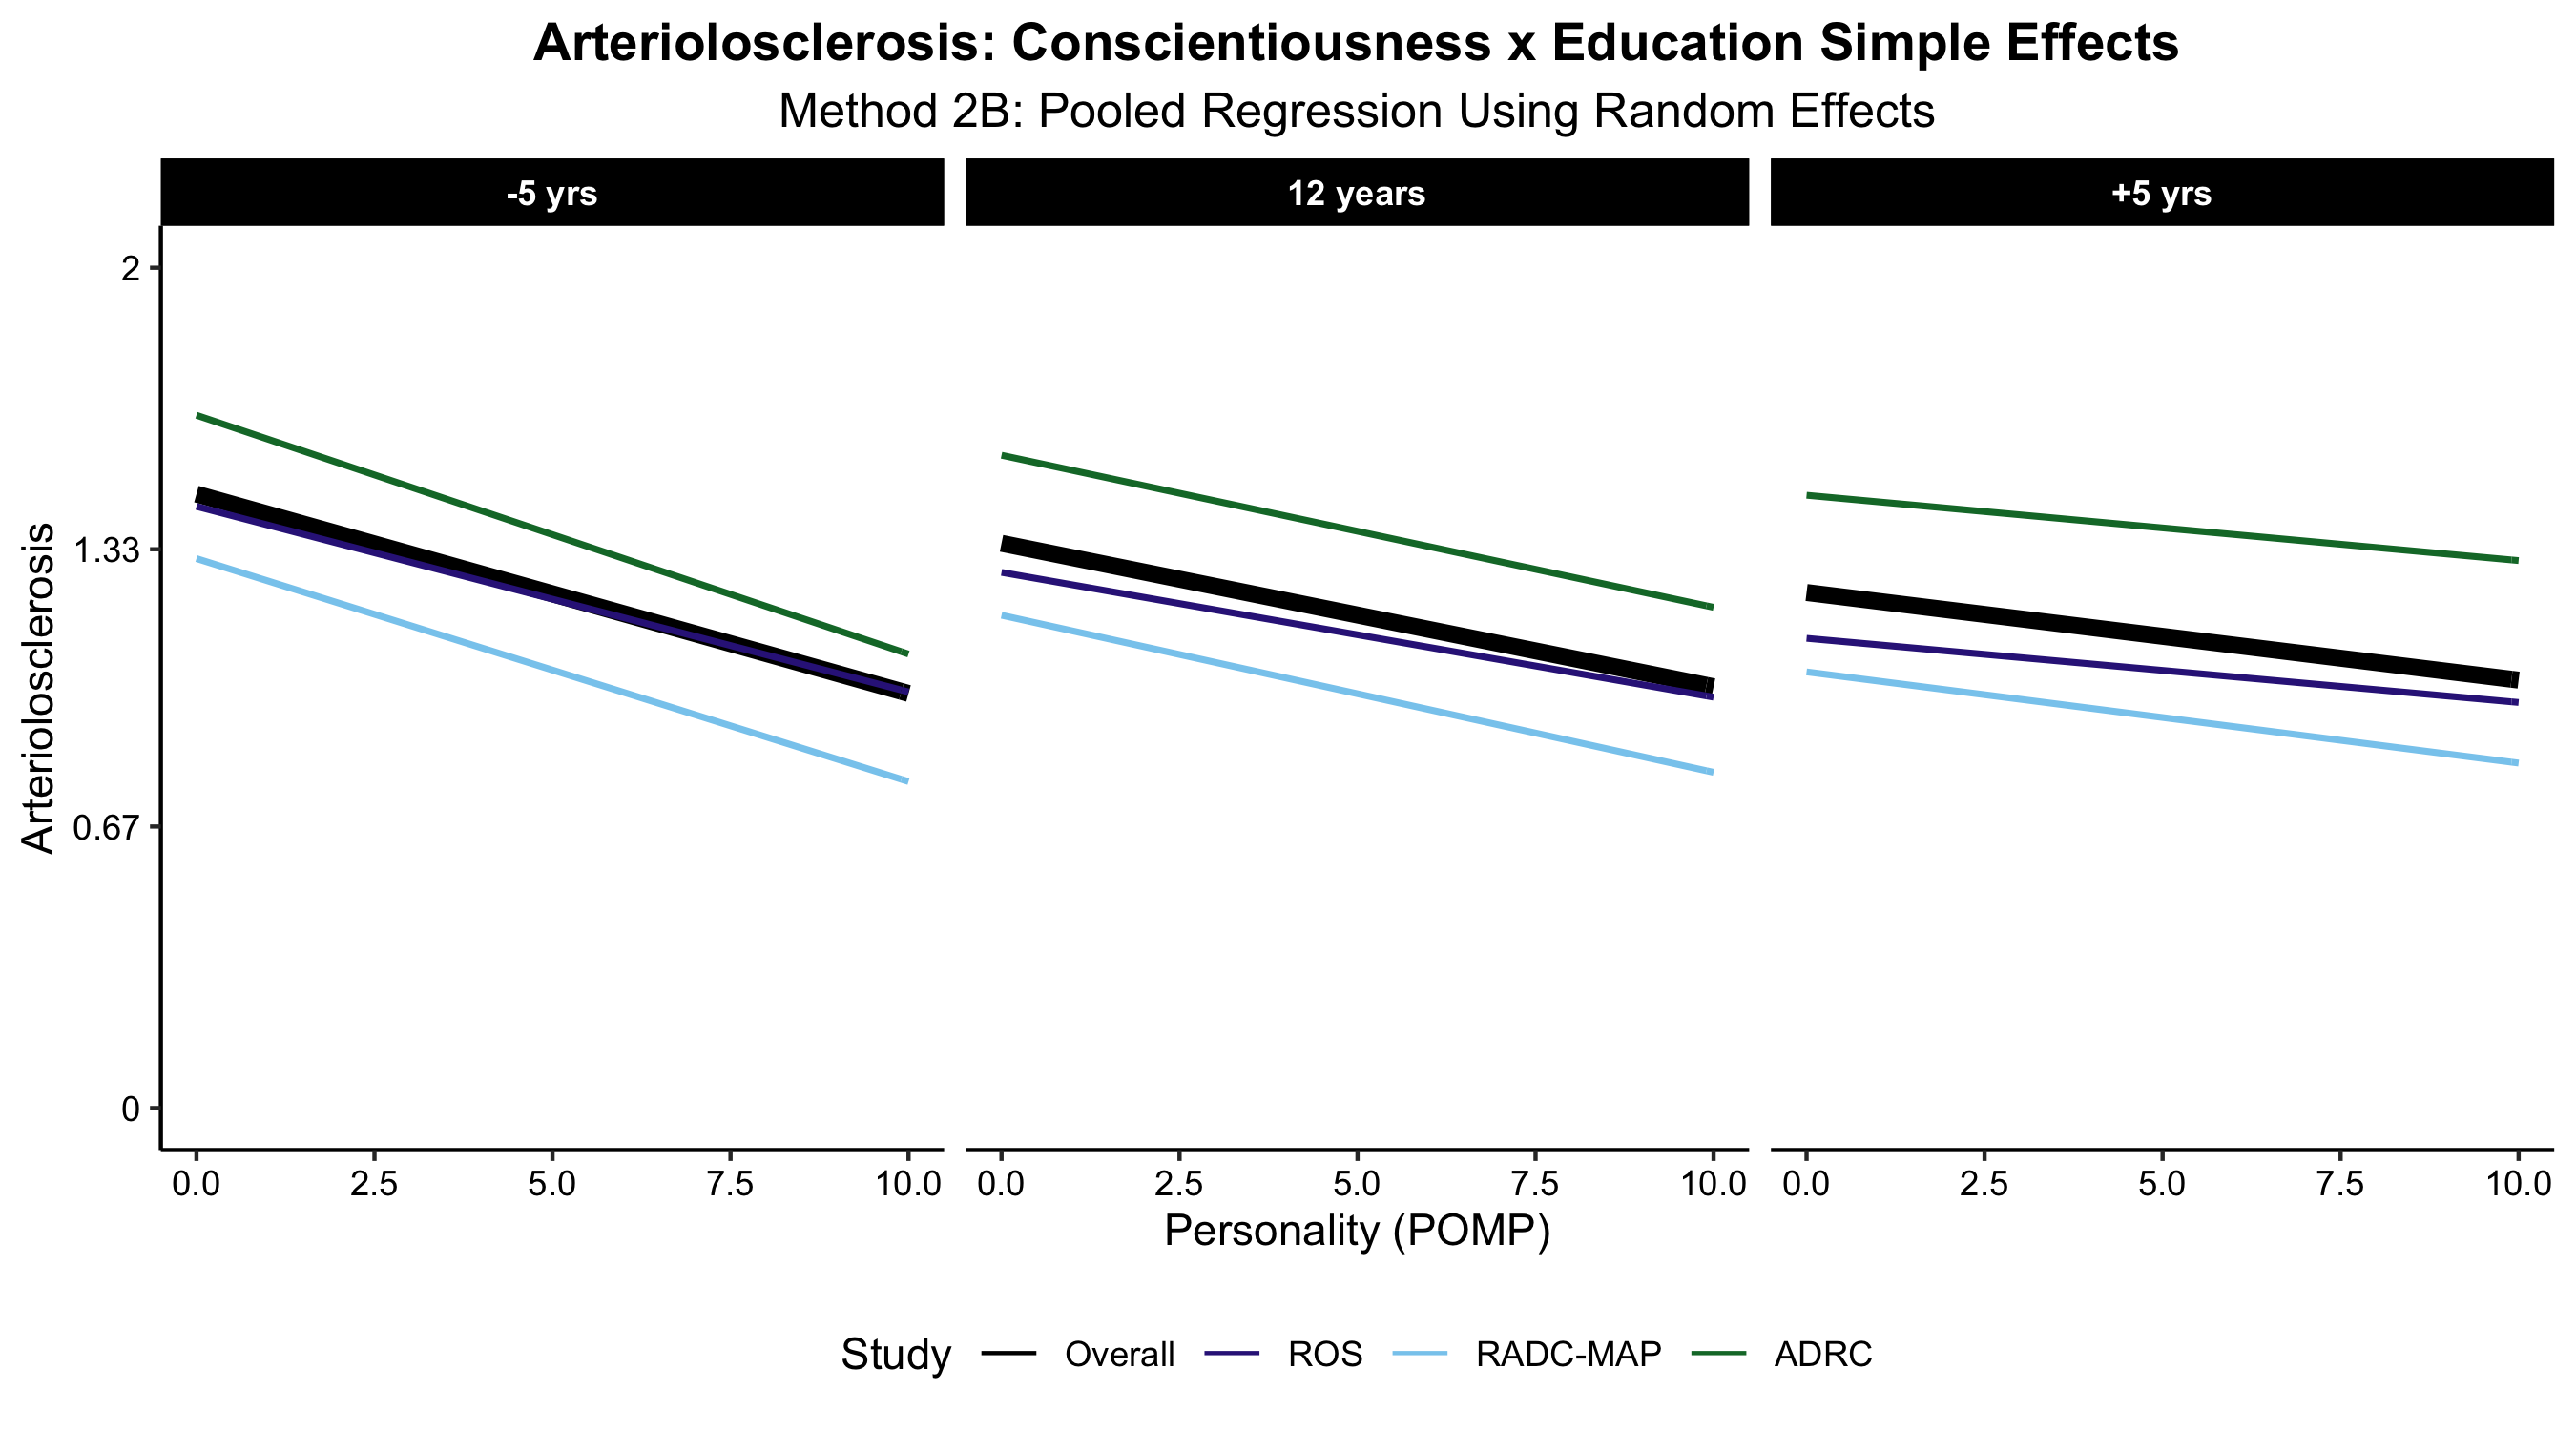 Arteriolosclerosis: Conscientiousness x Education Simple Effects
Method 2B: Pooled Regression Using Random Effects
-5 yrs
12 years
+5 yrs
Arteriolosclerosis
2
1.33
0.67
0
0.0 2.5 5.0 7.5 10.0
0.0 2.5 5.0 7.5 10.0
0.0 2.5 5.0 7.5 10.0
Personality (POMP)
Study Overall ROS RADC-MAP ADRC